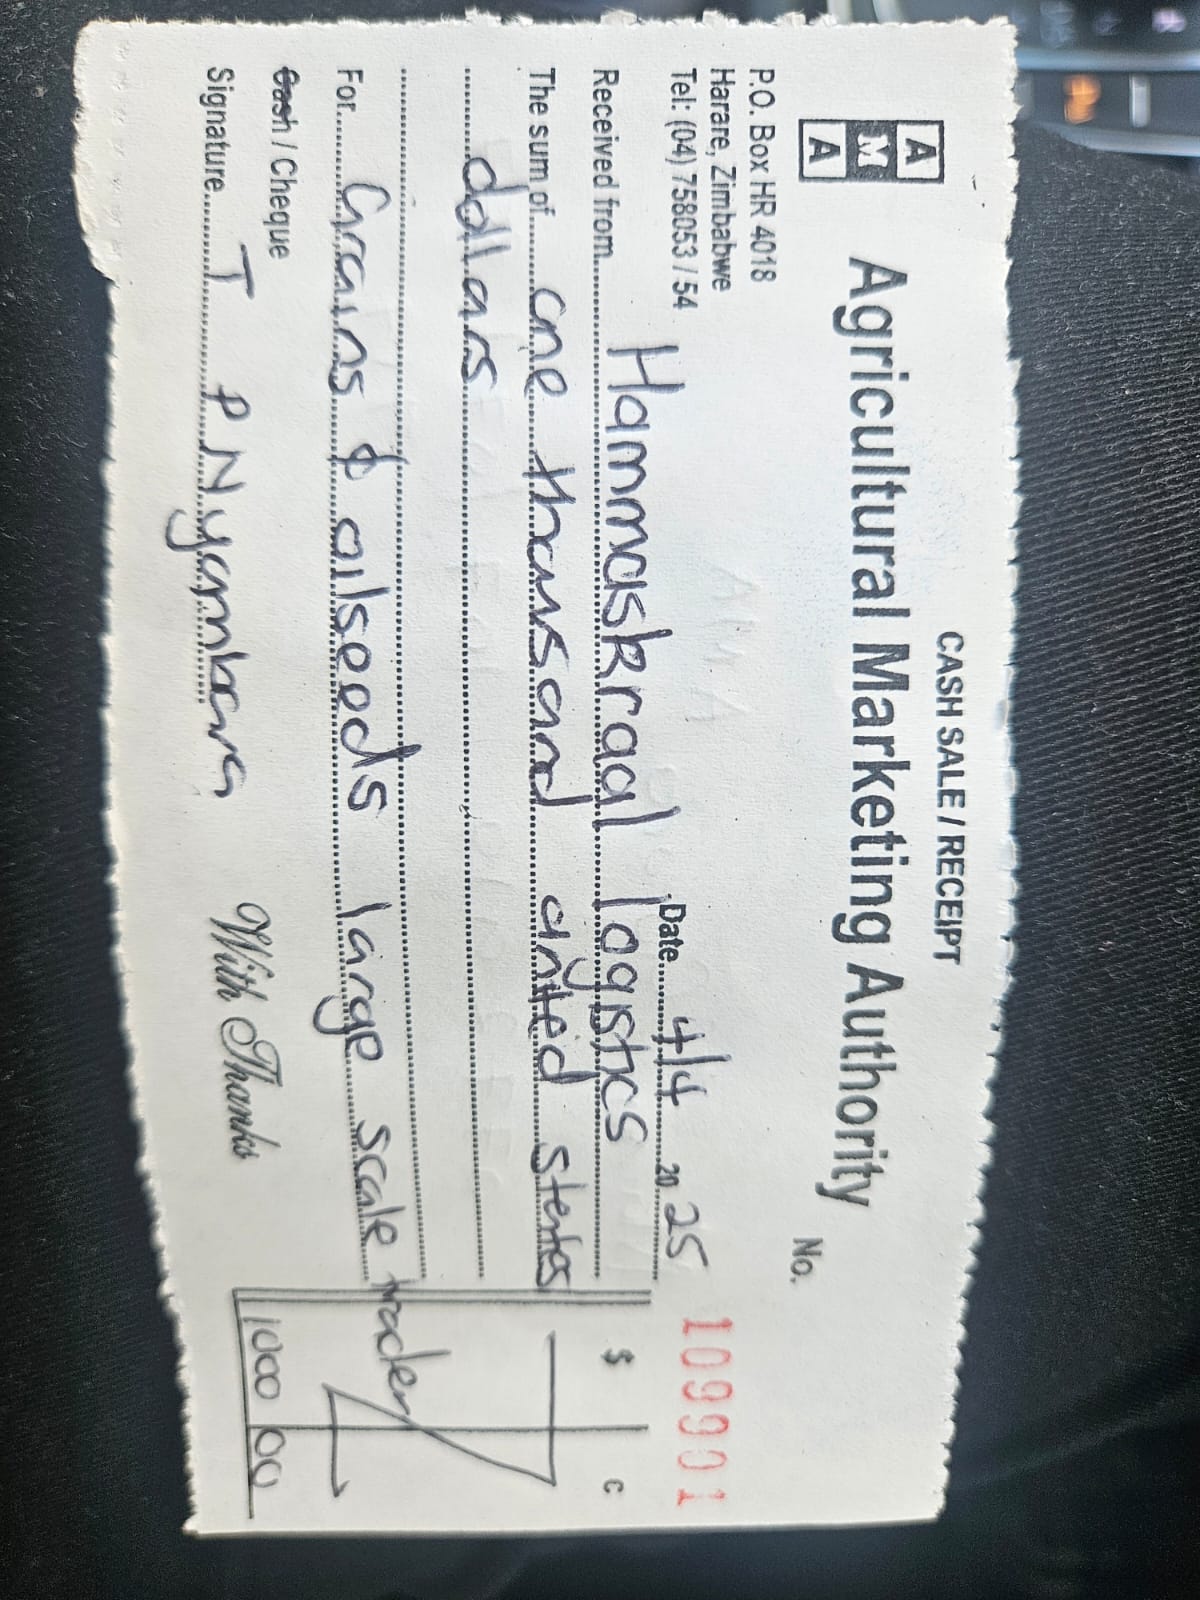 CASH SALE / RECEIPT
A
M
A
Agricultural Marketing Authority
P.O. Box HR 4018
Harare, Zimbabwe
Tel: (04) 758053 / 54
No. 109901
Date 4/4 20 25
Received from Hammaskraal logistics
The sum of one thousand united states
dollars
For Grains & oilseeds large scale trader
$ c
Cash / Cheque
1000 00
Signature T P Nyamban
With Thanks